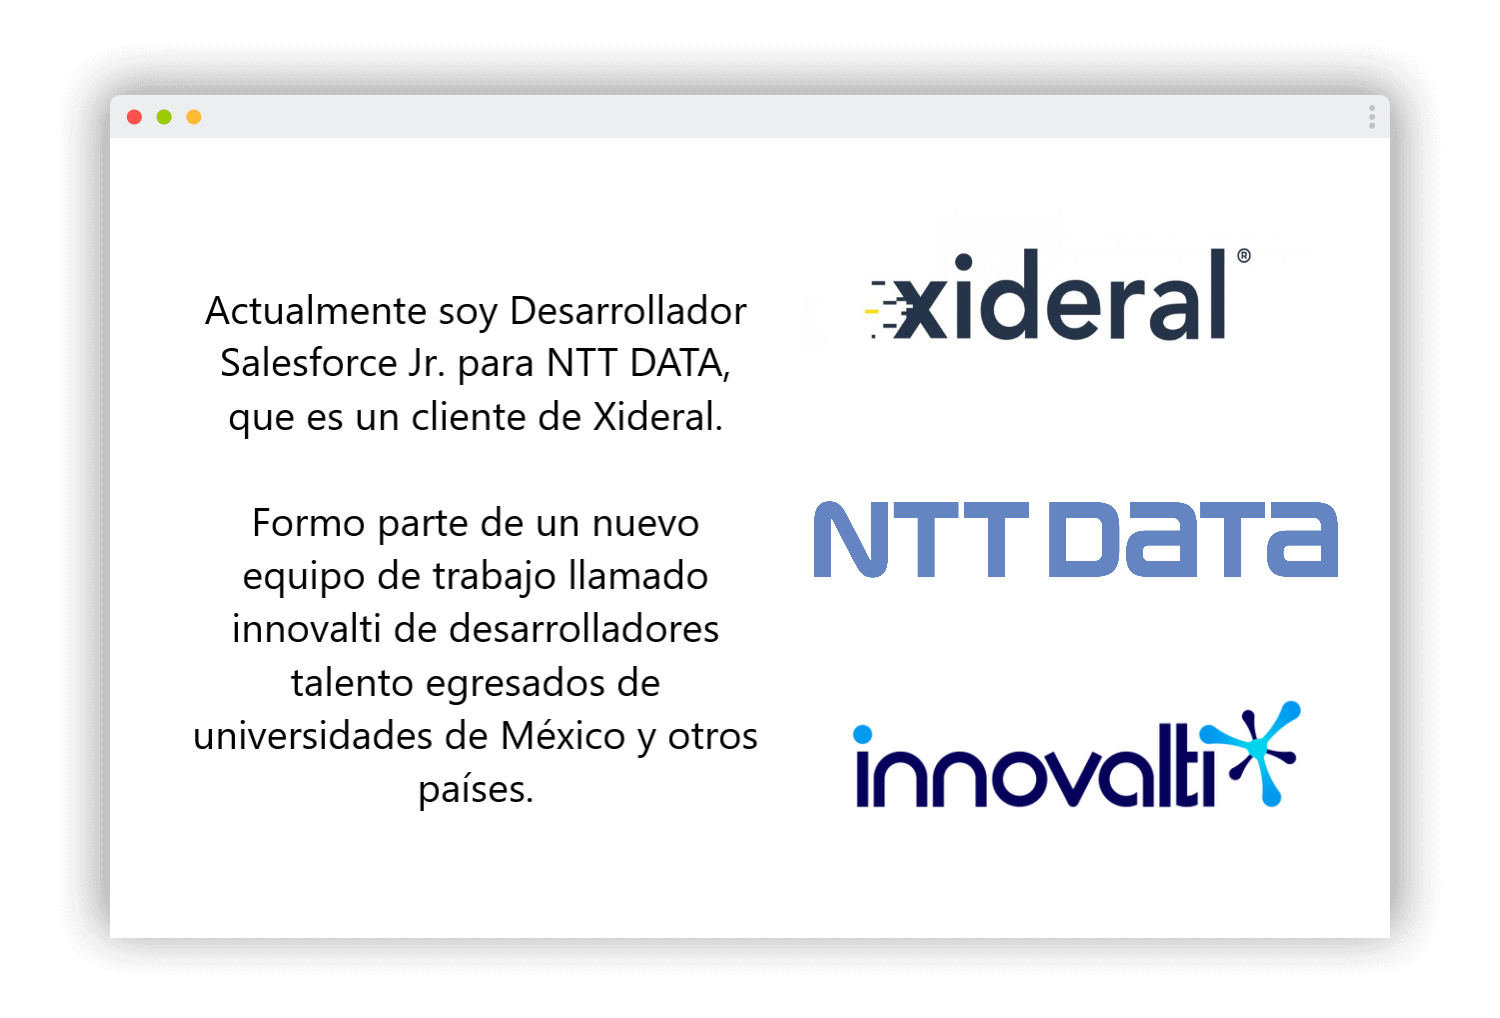 Actualmente soy Desarrollador
Salesforce Jr. para NTT DATA,
que es un cliente de Xideral.
Formo parte de un nuevo
equipo de trabajo llamado
innovalti de desarrolladores
talento egresados de
universidades de México y otros
países.
xideral®
NTT DATA
innovalti